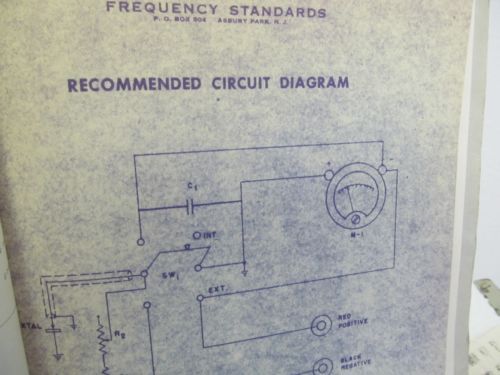 FREQUENCY STANDARDS
P. O. BOX 504 ASBURY PARK, N. J.
RECOMMENDED CIRCUIT DIAGRAM
+ -
C1
M-1
INT.
SW1
EXT.
XTAL
R2
RED
POSITIVE
BLACK
NEGATIVE